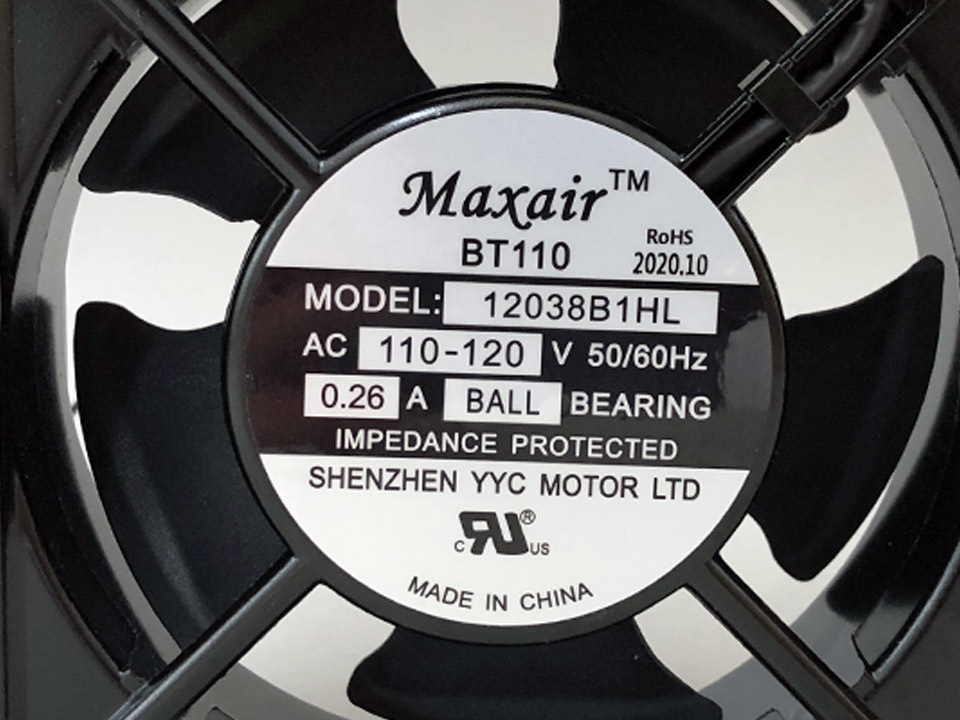 Maxair™
BT110
RoHS
2020.10
MODEL: 12038B1HL
AC 110-120 V 50/60Hz
0.26 A BALL BEARING
IMPEDANCE PROTECTED
SHENZHEN YYC MOTOR LTD
c RU® US
MADE IN CHINA